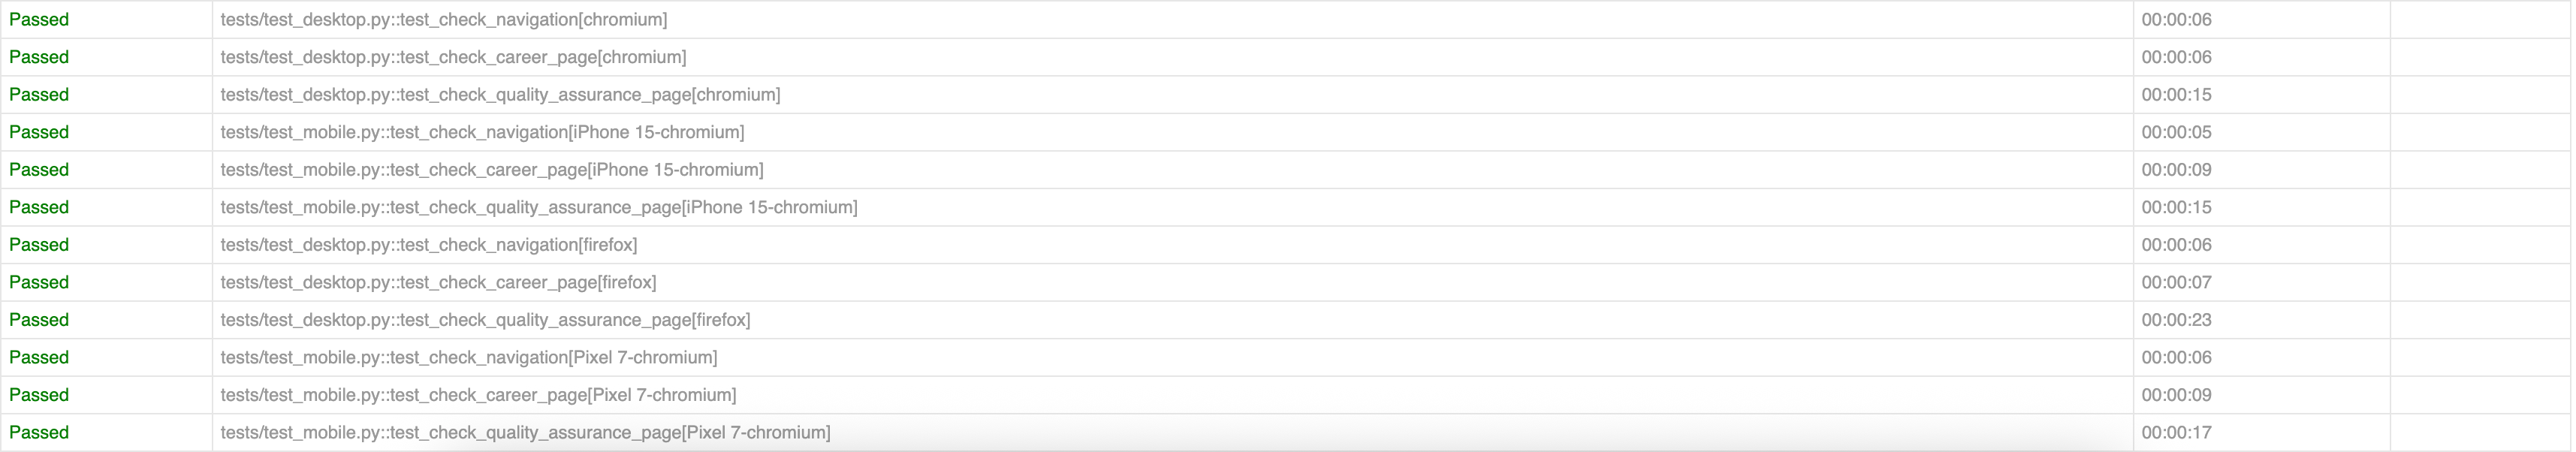 Passed tests/test_desktop.py::test_check_navigation[chromium] 00:00:06
Passed tests/test_desktop.py::test_check_career_page[chromium] 00:00:06
Passed tests/test_desktop.py::test_check_quality_assurance_page[chromium] 00:00:15
Passed tests/test_mobile.py::test_check_navigation[iPhone 15-chromium] 00:00:05
Passed tests/test_mobile.py::test_check_career_page[iPhone 15-chromium] 00:00:09
Passed tests/test_mobile.py::test_check_quality_assurance_page[iPhone 15-chromium] 00:00:15
Passed tests/test_desktop.py::test_check_navigation[firefox] 00:00:06
Passed tests/test_desktop.py::test_check_career_page[firefox] 00:00:07
Passed tests/test_desktop.py::test_check_quality_assurance_page[firefox] 00:00:23
Passed tests/test_mobile.py::test_check_navigation[Pixel 7-chromium] 00:00:06
Passed tests/test_mobile.py::test_check_career_page[Pixel 7-chromium] 00:00:09
Passed tests/test_mobile.py::test_check_quality_assurance_page[Pixel 7-chromium] 00:00:17